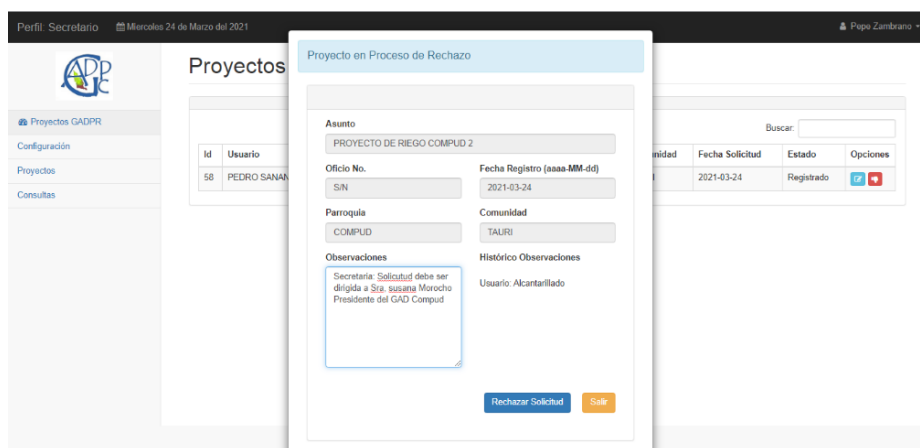 Perfil: Secretario Miercoles 24 de Marzo del 2021 Pepe Zambrano
Proyectos
Proyectos GADPR
Configuración
Proyectos
Consultas
Buscar:
Id Usuario nidad Fecha Solicitud Estado Opciones
58 PEDRO SANAN 2021-03-24 Registrado
Proyecto en Proceso de Rechazo
Asunto
PROYECTO DE RIEGO COMPUD 2
Oficio No. Fecha Registro (aaaa-MM-dd)
S/N 2021-03-24
Parroquia Comunidad
COMPUD TAURI
Observaciones Histórico Observaciones
Secretaria: Solicutud debe ser
dirigida a Sra. susana Morocho
Presidente del GAD Compud
Usuario: Alcantarillado
Rechazar Solicitud Salir